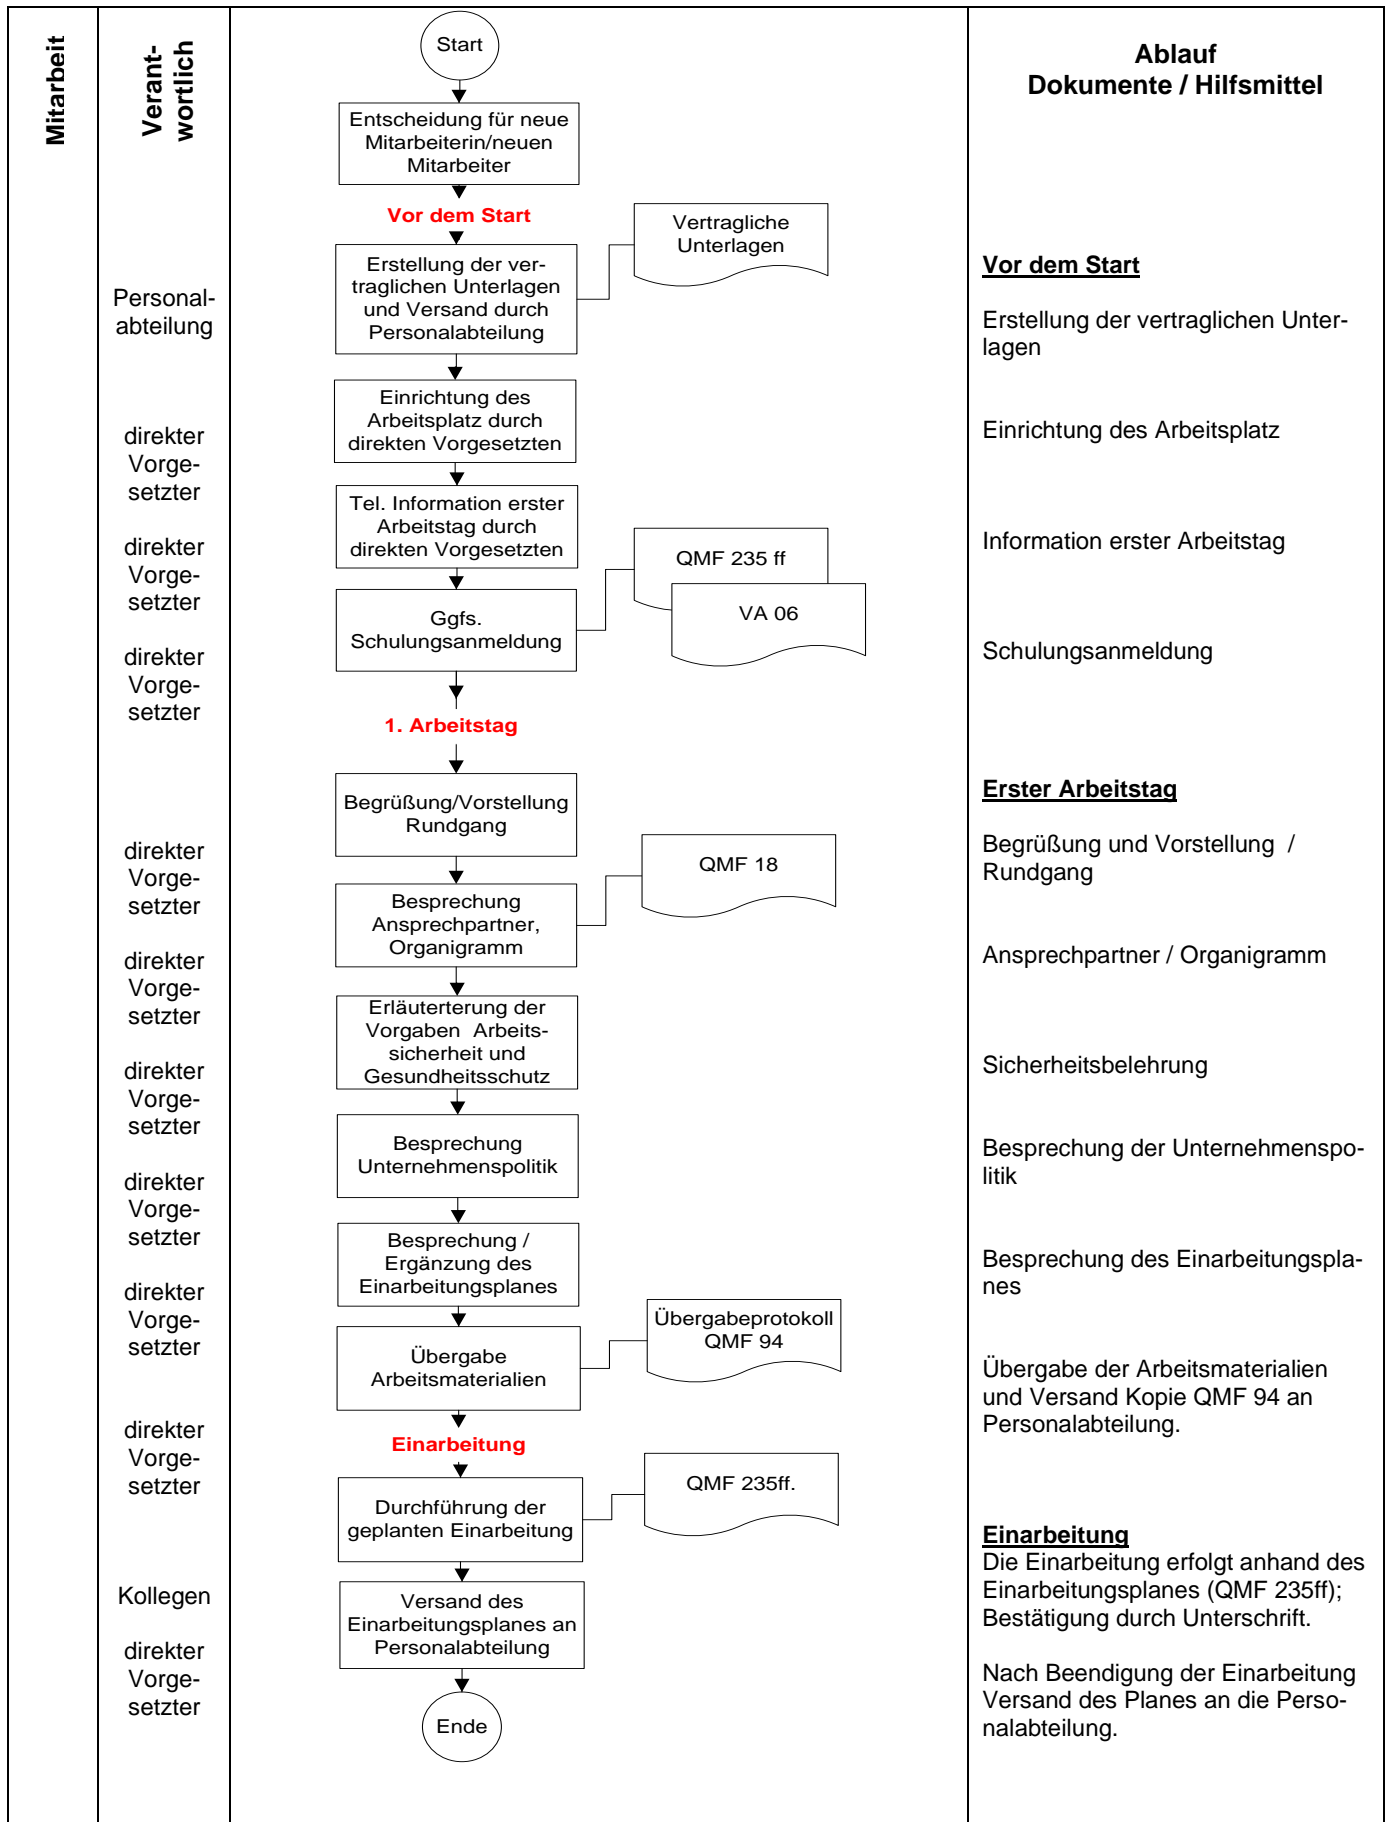 Mitarbeit
Verant-
wortlich
Start
Ablauf
Dokumente / Hilfsmittel
Entscheidung für neue
Mitarbeiterin/neuen
Mitarbeiter
Vor dem Start
Vertragliche
Unterlagen
Erstellung der ver-
traglichen Unterlagen
und Versand durch
Personalabteilung
Personal-
abteilung
Vor dem Start
Erstellung der vertraglichen Unter-
lagen
Einrichtung des
Arbeitsplatz durch
direkten Vorgesetzten
direkter
Vorge-
setzter
Einrichtung des Arbeitsplatz
Tel. Information erster
Arbeitstag durch
direkten Vorgesetzten
direkter
Vorge-
setzter
Information erster Arbeitstag
QMF 235 ff
VA 06
Ggfs.
Schulungsanmeldung
direkter
Vorge-
setzter
Schulungsanmeldung
1. Arbeitstag
Erster Arbeitstag
Begrüßung/Vorstellung
Rundgang
direkter
Vorge-
setzter
Begrüßung und Vorstellung /
Rundgang
QMF 18
Besprechung
Ansprechpartner,
Organigramm
direkter
Vorge-
setzter
Ansprechpartner / Organigramm
Erläuterterung der
Vorgaben Arbeits-
sicherheit und
Gesundheitsschutz
direkter
Vorge-
setzter
Sicherheitsbelehrung
Besprechung
Unternehmenspolitik
direkter
Vorge-
setzter
Besprechung der Unternehmenspo-
litik
Besprechung /
Ergänzung des
Einarbeitungsplanes
direkter
Vorge-
setzter
Besprechung des Einarbeitungspla-
nes
Übergabeprotokoll
QMF 94
Übergabe
Arbeitsmaterialien
direkter
Vorge-
setzter
Übergabe der Arbeitsmaterialien
und Versand Kopie QMF 94 an
Personalabteilung.
Einarbeitung
QMF 235ff.
Durchführung der
geplanten Einarbeitung
Kollegen
Einarbeitung
Die Einarbeitung erfolgt anhand des
Einarbeitungsplanes (QMF 235ff);
Bestätigung durch Unterschrift.
Versand des
Einarbeitungsplanes an
Personalabteilung
direkter
Vorge-
setzter
Nach Beendigung der Einarbeitung
Versand des Planes an die Perso-
nalabteilung.
Ende